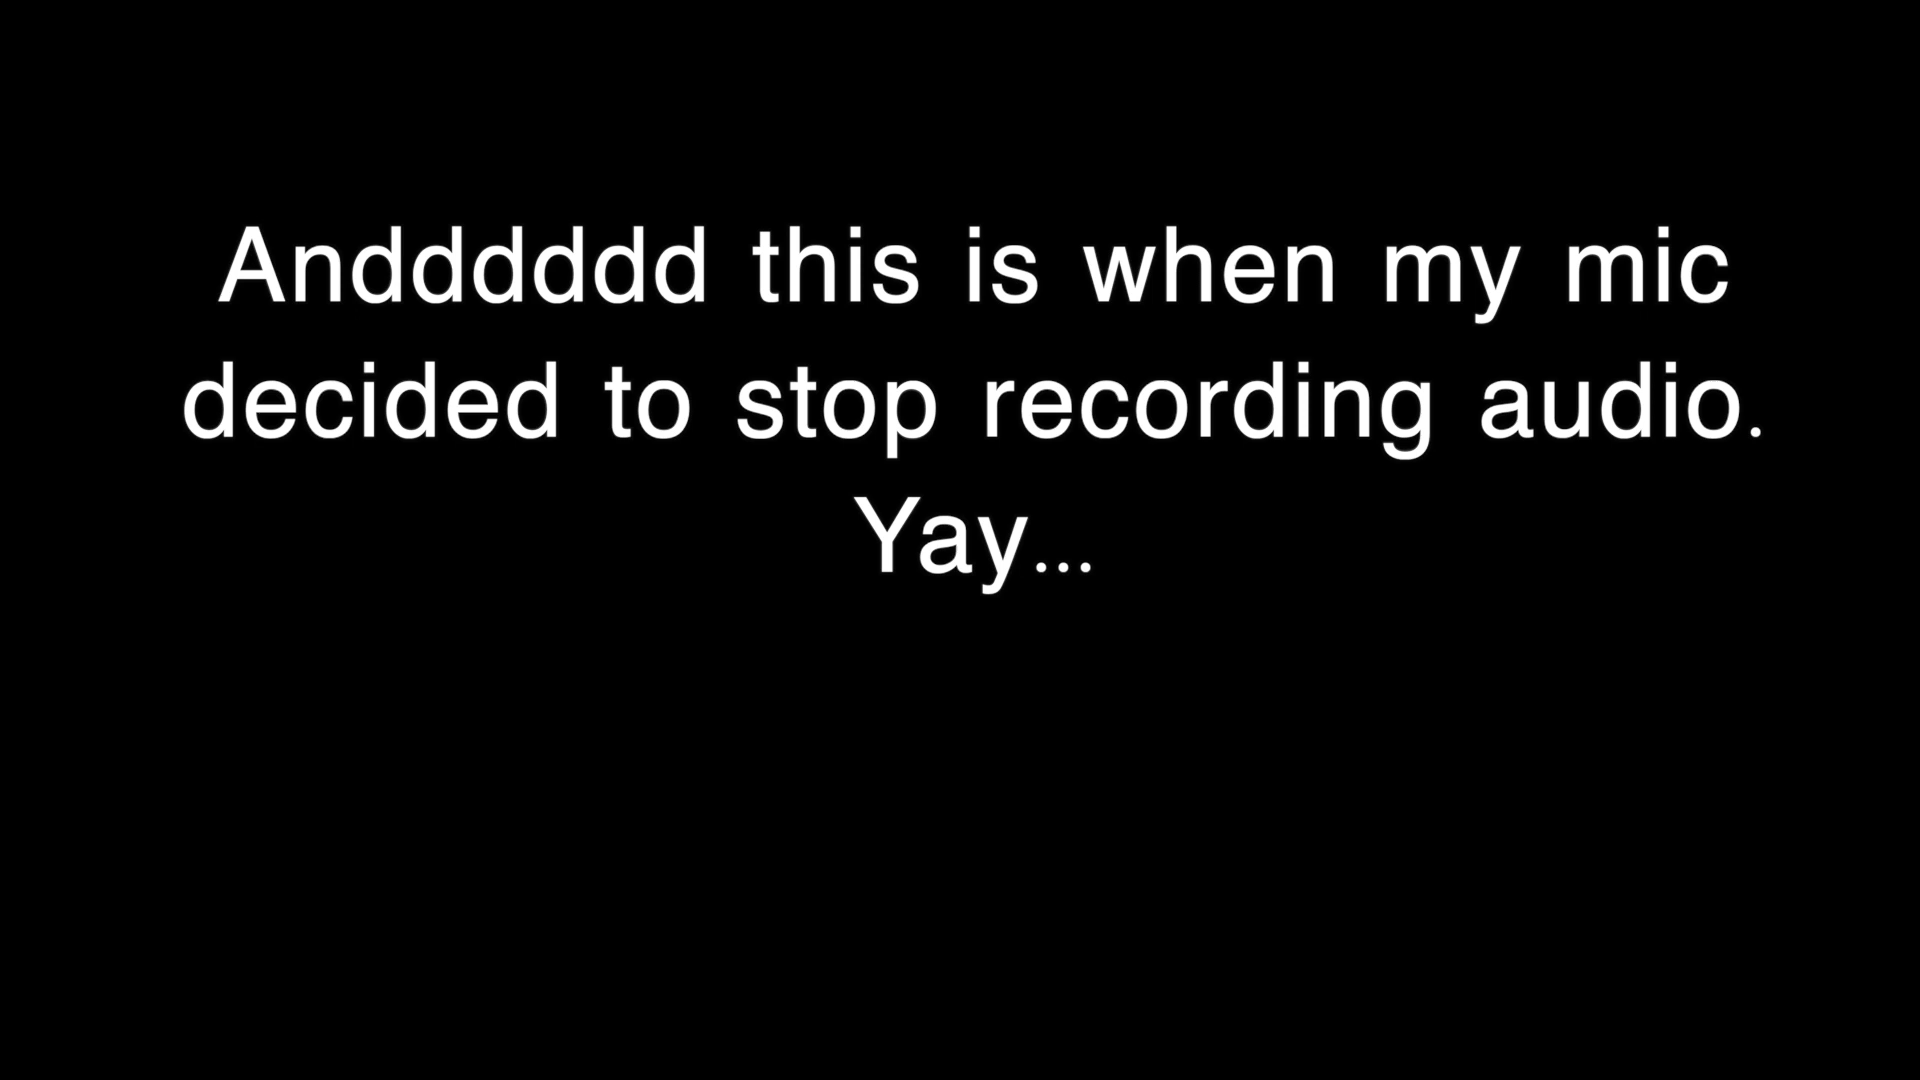 Andddddd this is when my mic
decided to stop recording audio.
Yay...